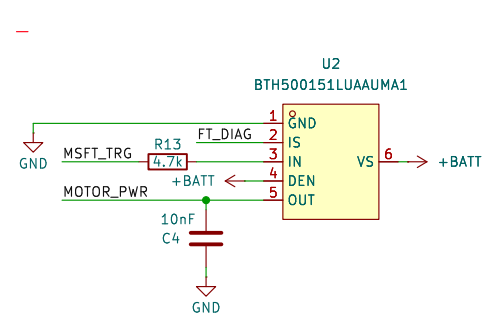 U2
BTH500151LUAAUMA1
1 GND
FT_DIAG 2 IS
R13
MSFT_TRG 4.7k 3 IN VS 6 +BATT
GND
+BATT 4 DEN
MOTOR_PWR 5 OUT
10nF
C4
GND